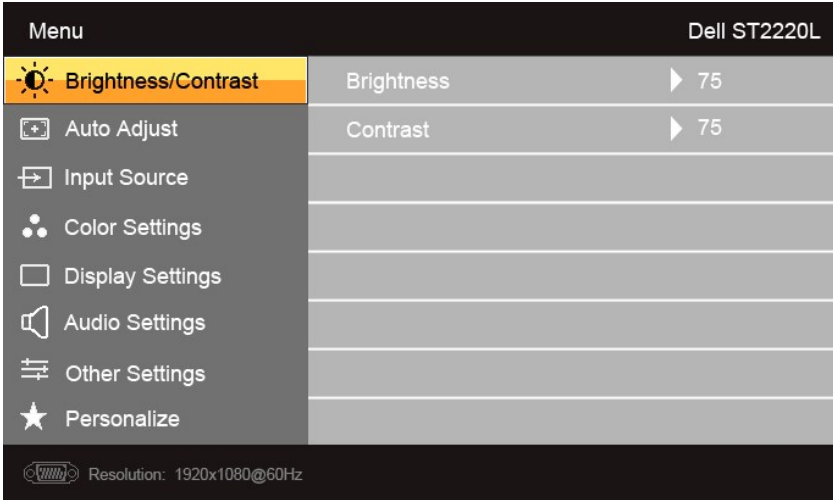 Menu Dell ST2220L
Brightness/Contrast Brightness 75
Auto Adjust Contrast 75
Input Source
Color Settings
Display Settings
Audio Settings
Other Settings
Personalize
Resolution: 1920x1080@60Hz